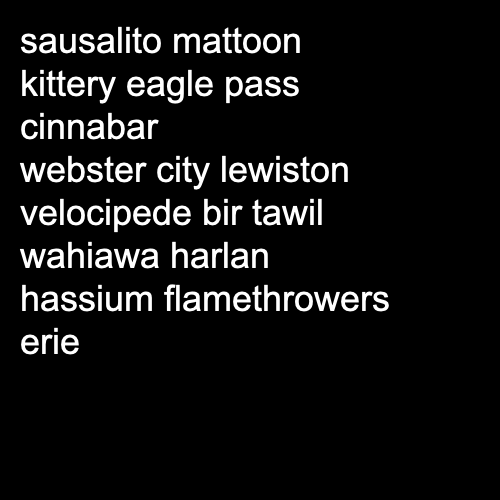 sausalito mattoon
kittery eagle pass
cinnabar
webster city lewiston
velocipede bir tawil
wahiawa harlan
hassium flamethrowers
erie